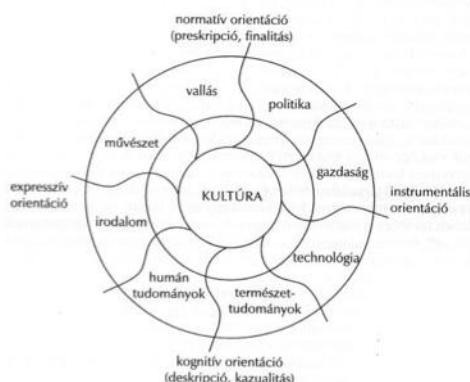 normatív orientáció
(preskripció, finalitás)
vallás
politika
művészet
gazdaság
expresszív
orientáció
KULTÚRA
instrumentális
orientáció
irodalom
technológia
humán
tudományok
természet-
tudományok
kognitív orientáció
(deskripció, kazualitás)